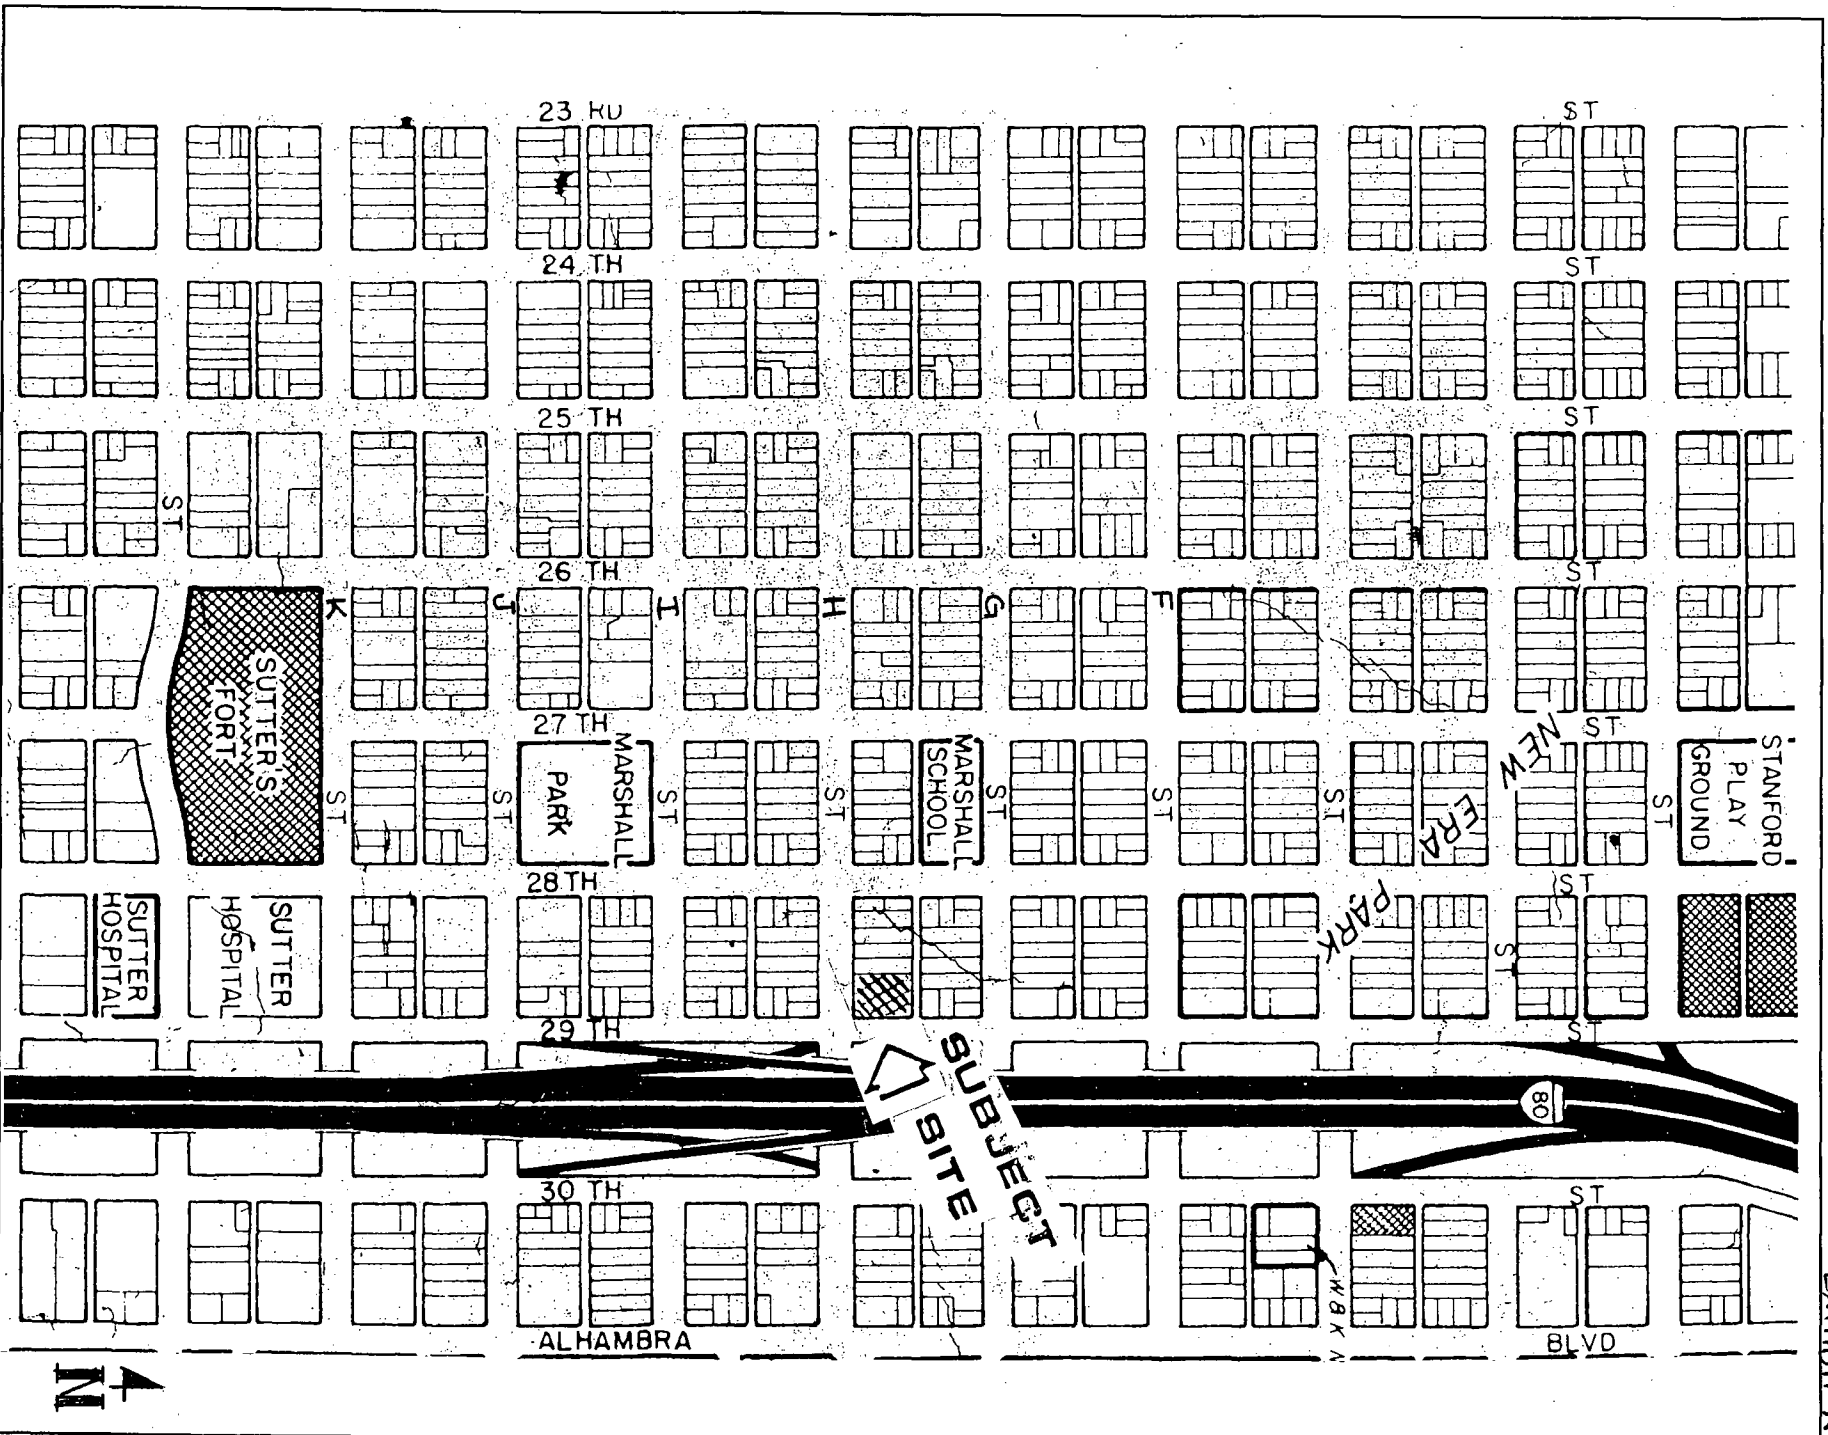 23 RD ST
24 TH ST
25 TH ST
ST
26 TH ST
K
J
I
H
G
F
SUTTER'S
FORT
27 TH ST
ST
ST
MARSHALL
PARK
ST
ST
MARSHALL
SCHOOL
ST
ST
ST
NEW
ERA
PARK
ST
STANFORD
PLAY
GROUND
28 TH ST
SUTTER
HOSPITAL
SUTTER
HOSPITAL
ST
29 TH ST
SUBJECT
SITE
80
30 TH ST
ALHAMBRA BLVD
N